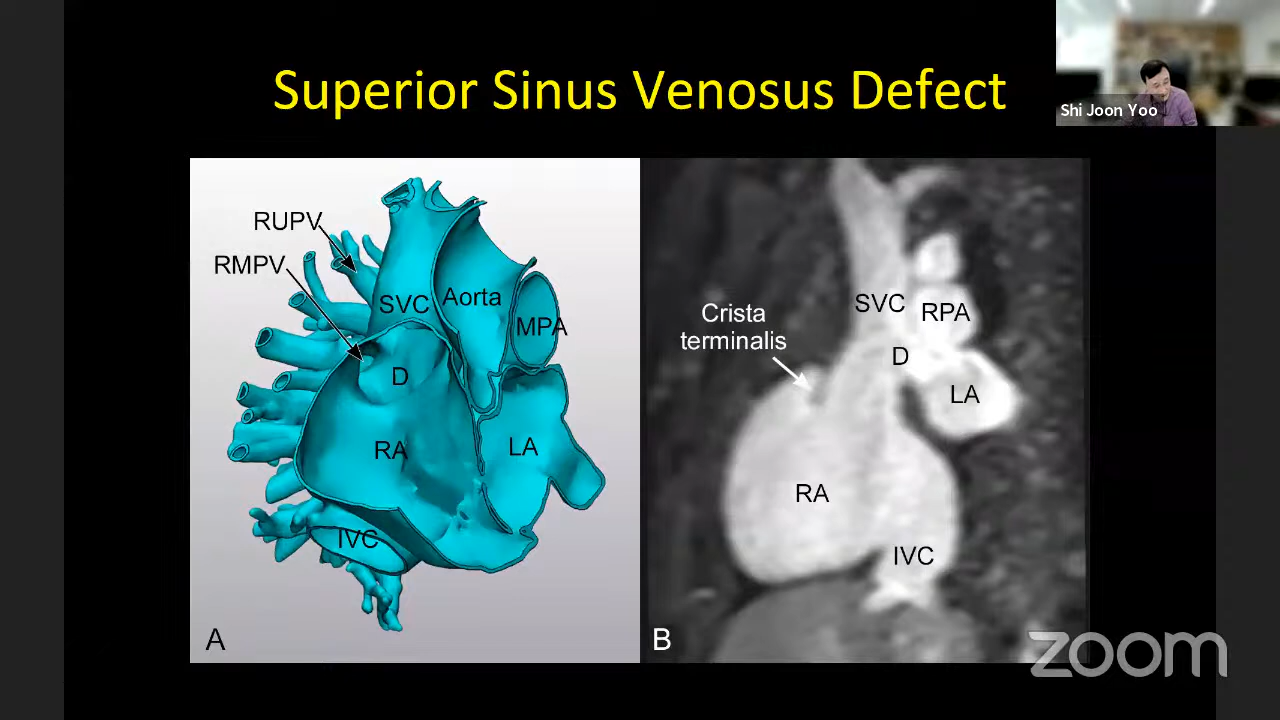 Superior Sinus Venosus Defect
Shi Joon Yoo
RUPV
RMPV
SVC
Aorta
MPA
D
RA
LA
IVC
A
Crista
terminalis
SVC
RPA
D
LA
RA
IVC
B
zoom